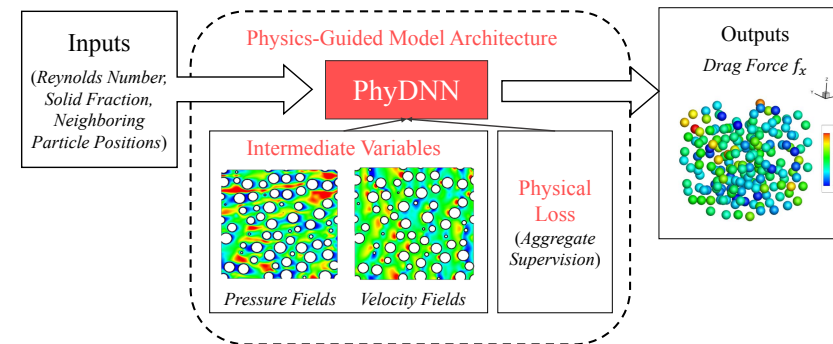 Inputs
(Reynolds Number,
Solid Fraction,
Neighboring
Particle Positions)
Physics-Guided Model Architecture
PhyDNN
Intermediate Variables
Pressure Fields
Velocity Fields
Physical
Loss
(Aggregate
Supervision)
Outputs
Drag Force fx